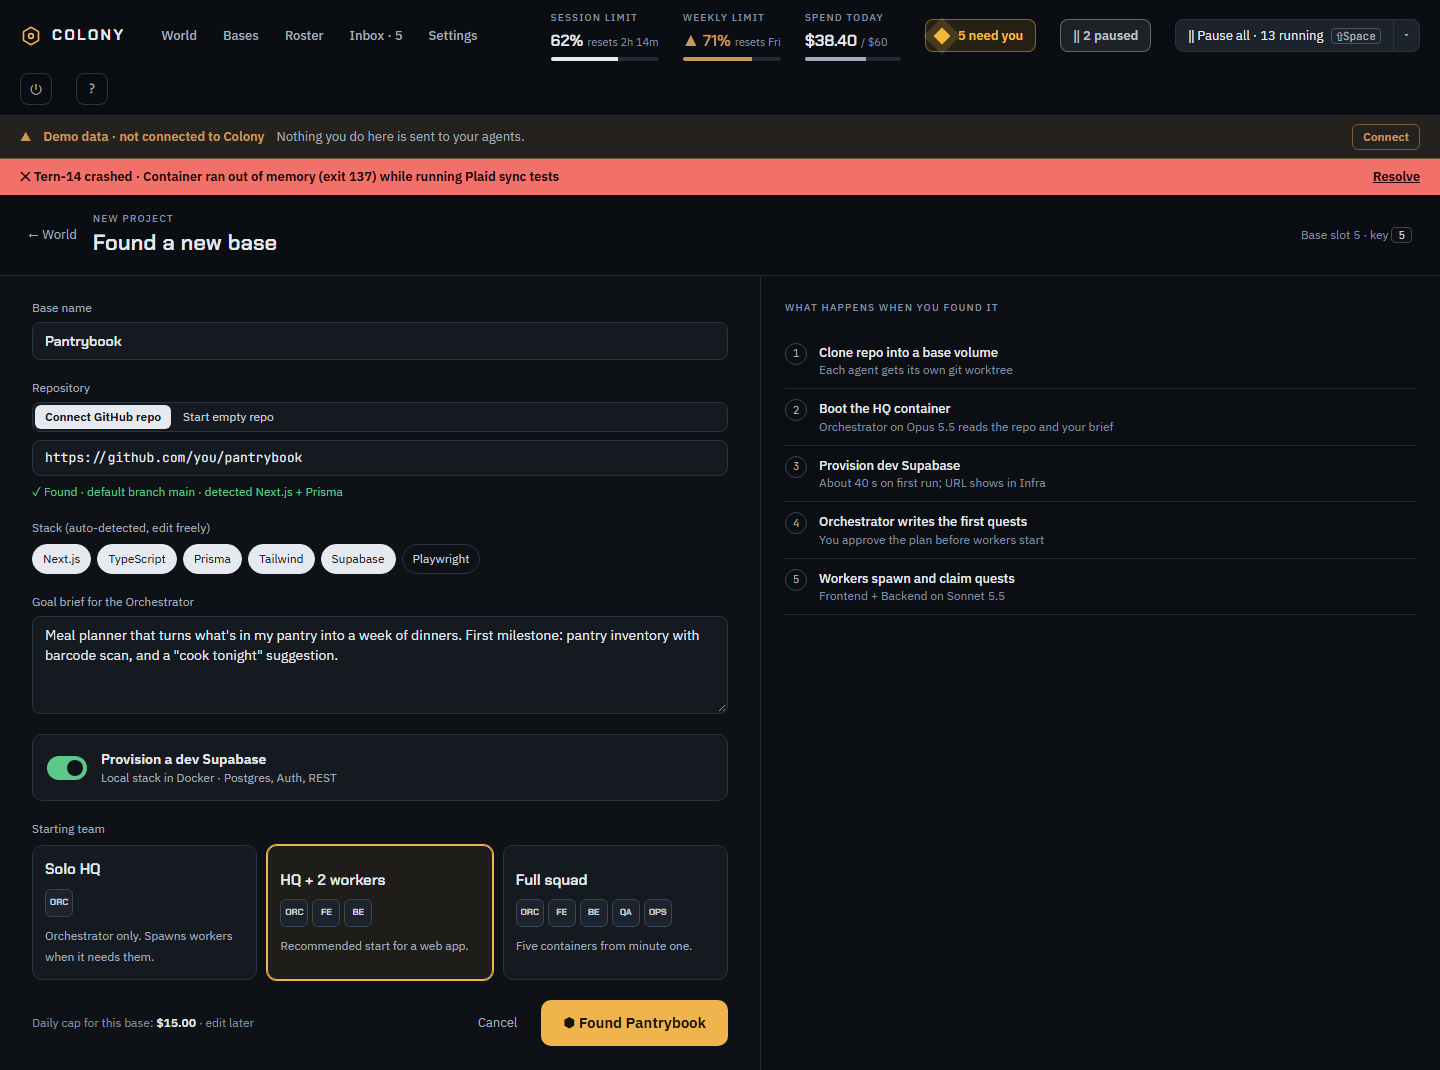 COLONY
World
Bases
Roster
Inbox · 5
Settings
SESSION LIMIT
62% resets 2h 14m
WEEKLY LIMIT
71% resets Fri
SPEND TODAY
$38.40 / $60
5 need you
2 paused
Pause all · 13 running ⇧Space
?
Demo data · not connected to Colony Nothing you do here is sent to your agents.
Connect
Tern-14 crashed · Container ran out of memory (exit 137) while running Plaid sync tests
Resolve
← World
NEW PROJECT
Found a new base
Base slot 5 · key 5
Base name
Pantrybook
Repository
Connect GitHub repo
Start empty repo
https://github.com/you/pantrybook
✓ Found · default branch main · detected Next.js + Prisma
Stack (auto-detected, edit freely)
Next.js
TypeScript
Prisma
Tailwind
Supabase
Playwright
Goal brief for the Orchestrator
Meal planner that turns what's in my pantry into a week of dinners. First milestone: pantry inventory with
barcode scan, and a "cook tonight" suggestion.
Provision a dev Supabase
Local stack in Docker · Postgres, Auth, REST
Starting team
Solo HQ
ORC
Orchestrator only. Spawns workers
when it needs them.
HQ + 2 workers
ORC FE BE
Recommended start for a web app.
Full squad
ORC FE BE QA OPS
Five containers from minute one.
Daily cap for this base: $15.00 · edit later
Cancel
Found Pantrybook
WHAT HAPPENS WHEN YOU FOUND IT
1
Clone repo into a base volume
Each agent gets its own git worktree
2
Boot the HQ container
Orchestrator on Opus 5.5 reads the repo and your brief
3
Provision dev Supabase
About 40 s on first run; URL shows in Infra
4
Orchestrator writes the first quests
You approve the plan before workers start
5
Workers spawn and claim quests
Frontend + Backend on Sonnet 5.5